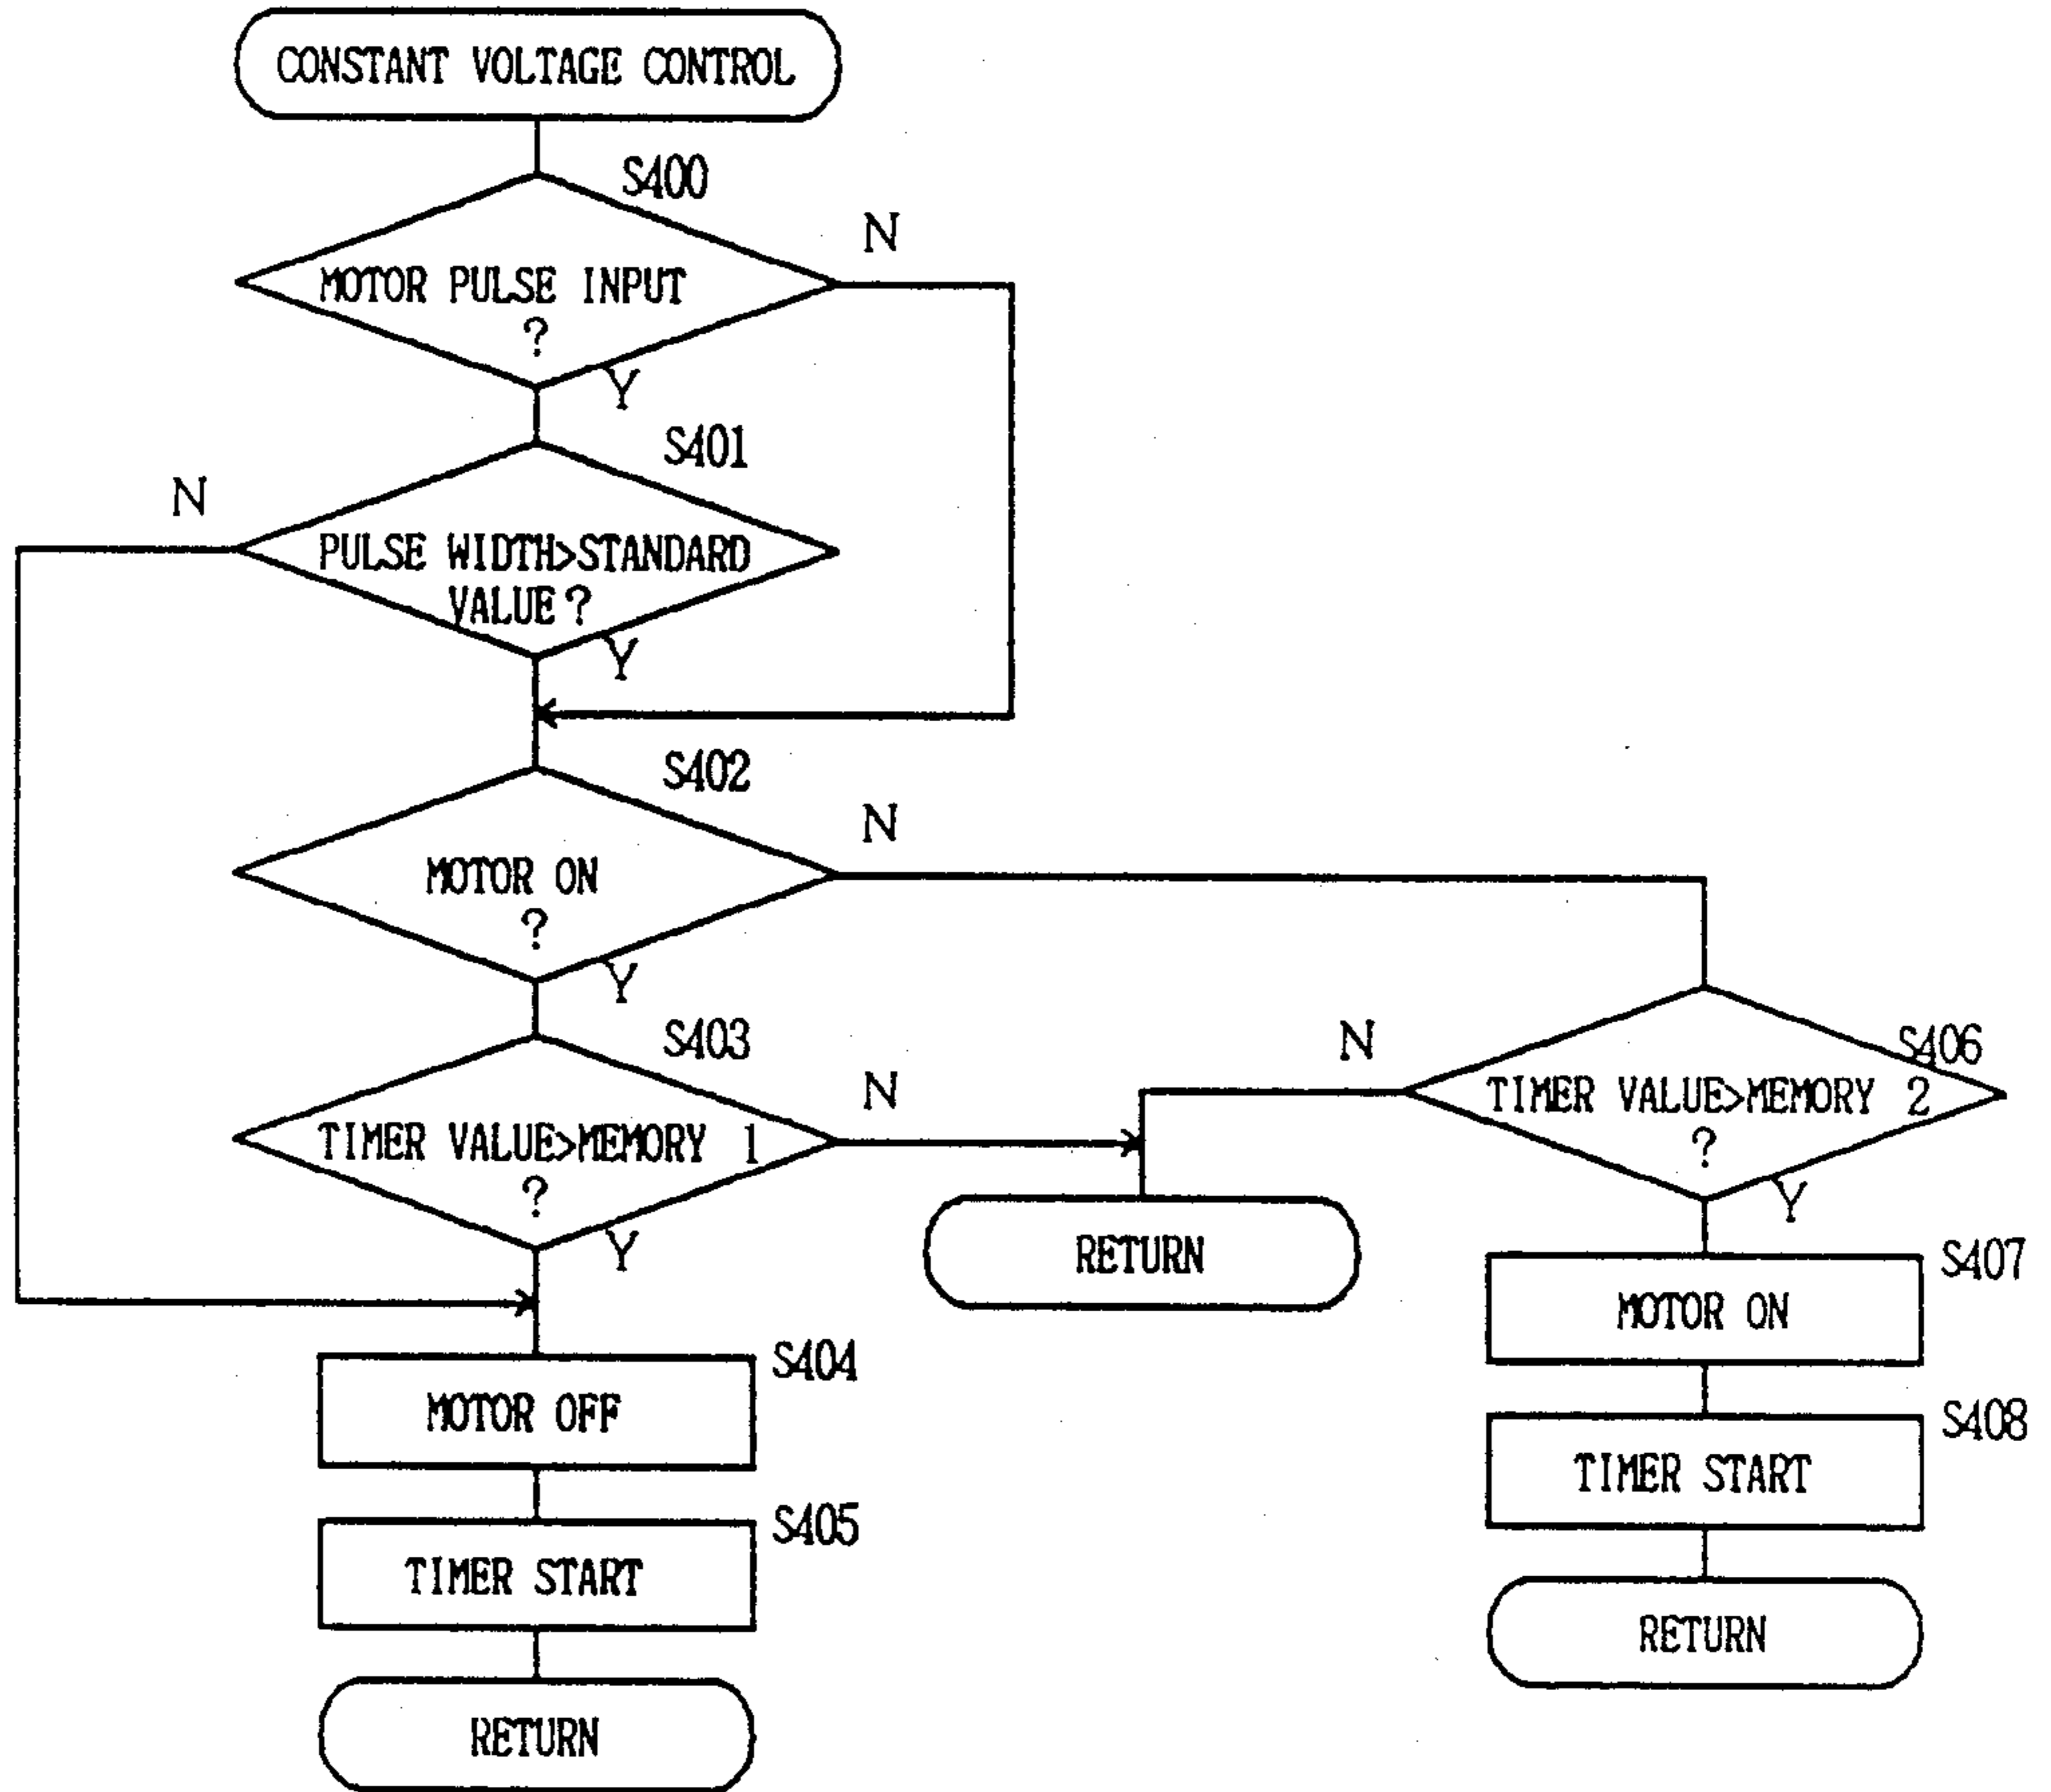 CONSTANT VOLTAGE CONTROL
S400
N
MOTOR PULSE INPUT
?
Y
S401
N
PULSE WIDTH>STANDARD
VALUE?
Y
S402
N
MOTOR ON
?
Y
S403
N
TIMER VALUE>MEMORY 1
?
Y
N
S406
TIMER VALUE>MEMORY 2
?
Y
RETURN
S407
MOTOR ON
S404
MOTOR OFF
S408
TIMER START
S405
TIMER START
RETURN
RETURN